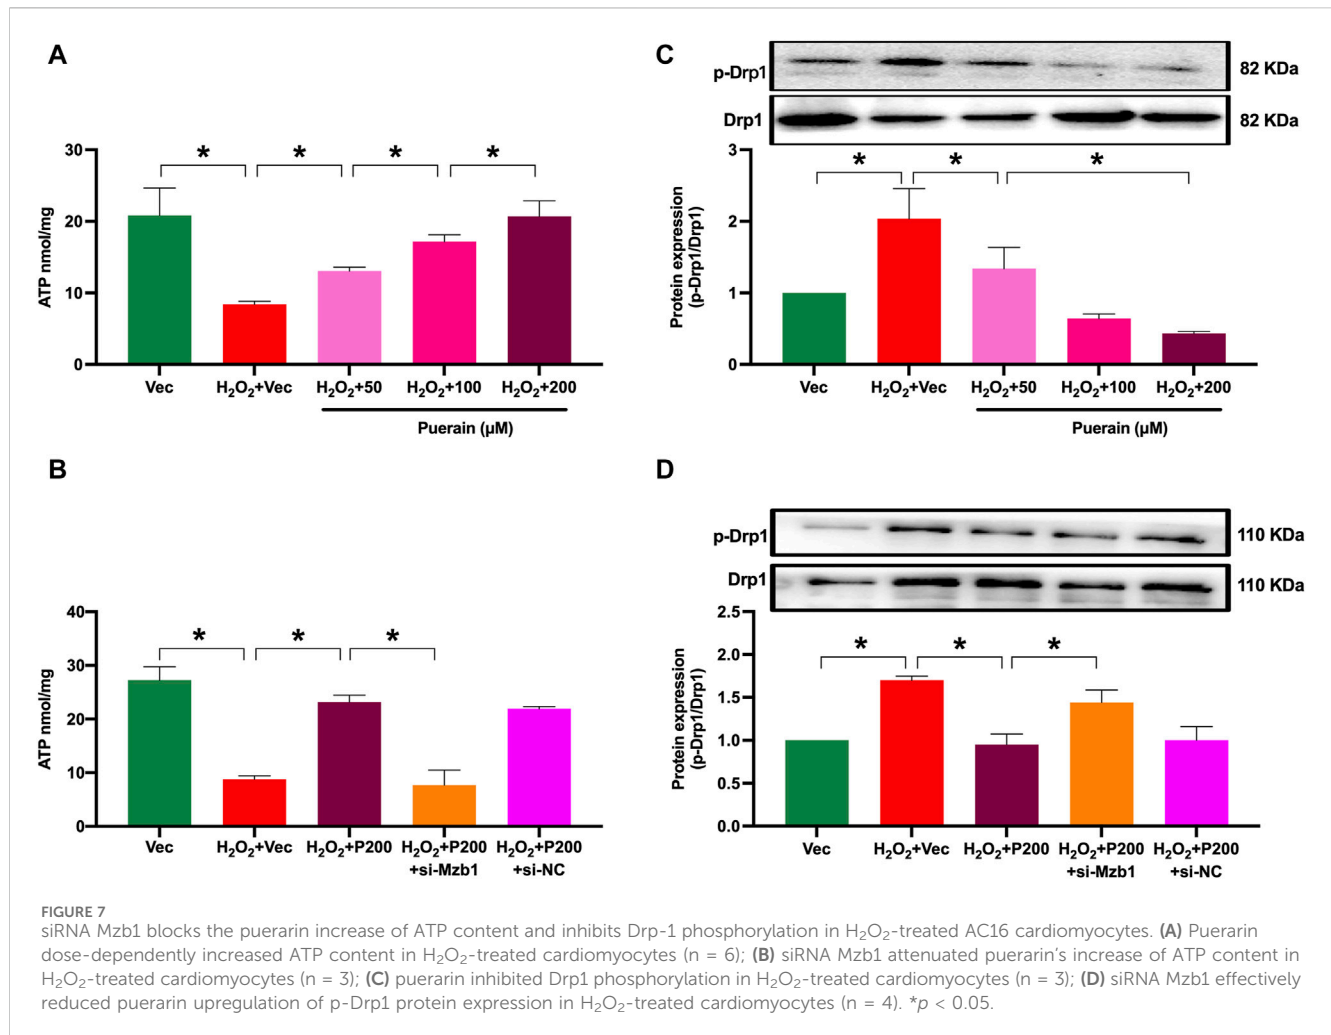 A
30
20
10
0
ATP nmol/mg
* * * *
Vec H₂O₂+Vec H₂O₂+50 H₂O₂+100 H₂O₂+200
Puerain (µM)
C
p-Drp1 82 KDa
Drp1 82 KDa
3
2
1
0
Protein expression
(p-Drp1/Drp1)
* * *
Vec H₂O₂+Vec H₂O₂+50 H₂O₂+100 H₂O₂+200
Puerain (µM)
B
40
30
20
10
0
ATP nmol/mg
* * *
Vec H₂O₂+Vec H₂O₂+P200 H₂O₂+P200 H₂O₂+P200
+si-Mzb1 +si-NC
D
p-Drp1 110 KDa
Drp1 110 KDa
2.5
2.0
1.5
1.0
0.5
0.0
Protein expression
(p-Drp1/Drp1)
* * *
Vec H₂O₂+Vec H₂O₂+P200 H₂O₂+P200 H₂O₂+P200
+si-Mzb1 +si-NC
FIGURE 7
siRNA Mzb1 blocks the puerarin increase of ATP content and inhibits Drp-1 phosphorylation in H₂O₂-treated AC16 cardiomyocytes. (A) Puerarin
dose-dependently increased ATP content in H₂O₂-treated cardiomyocytes (n = 6); (B) siRNA Mzb1 attenuated puerarin's increase of ATP content in
H₂O₂-treated cardiomyocytes (n = 3); (C) puerarin inhibited Drp1 phosphorylation in H₂O₂-treated cardiomyocytes (n = 3); (D) siRNA Mzb1 effectively
reduced puerarin upregulation of p-Drp1 protein expression in H₂O₂-treated cardiomyocytes (n = 4). *p < 0.05.